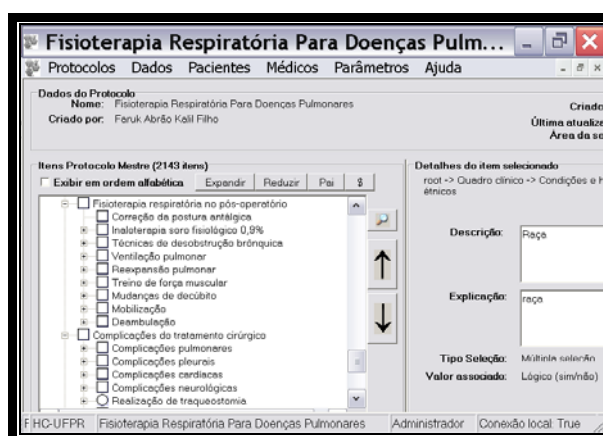 Fisioterapia Respiratória Para Doenças Pulm...
Protocolos Dados Pacientes Médicos Parâmetros Ajuda
Dados do Protocolo
Nome: Fisioterapia Respiratória Para Doenças Pulmonares
Criado por: Faruk Abrão Kalil Filho
Criado
Última atualiza
Área da sa
Itens Protocolo Mestre (2143 itens)
Exibir em ordem alfabética Expandir Reduzir Pai $
Fisioterapia respiratória no pós-operatório
Correção da postura antálgica
Inaloterapia soro fisiológico 0,9%
Técnicas de desobstrução brônquica
Ventilação pulmonar
Reexpansão pulmonar
Treino de força muscular
Mudanças de decúbito
Mobilização
Deambulação
Complicações do tratamento cirúrgico
Complicações pulmonares
Complicações pleurais
Complicações cardíacas
Complicações neurológicas
Realização de traqueostomia
Detalhes do item selecionado
root -> Quadro clínico -> Condições e h
étnicos
Descrição: Raça
Explicação: raça
Tipo Seleção: Múltipla seleção
Valor associado: Lógico (sim/não)
F HC-UFPR Fisioterapia Respiratória Para Doenças Pulmonares Administrador Conexão local: True